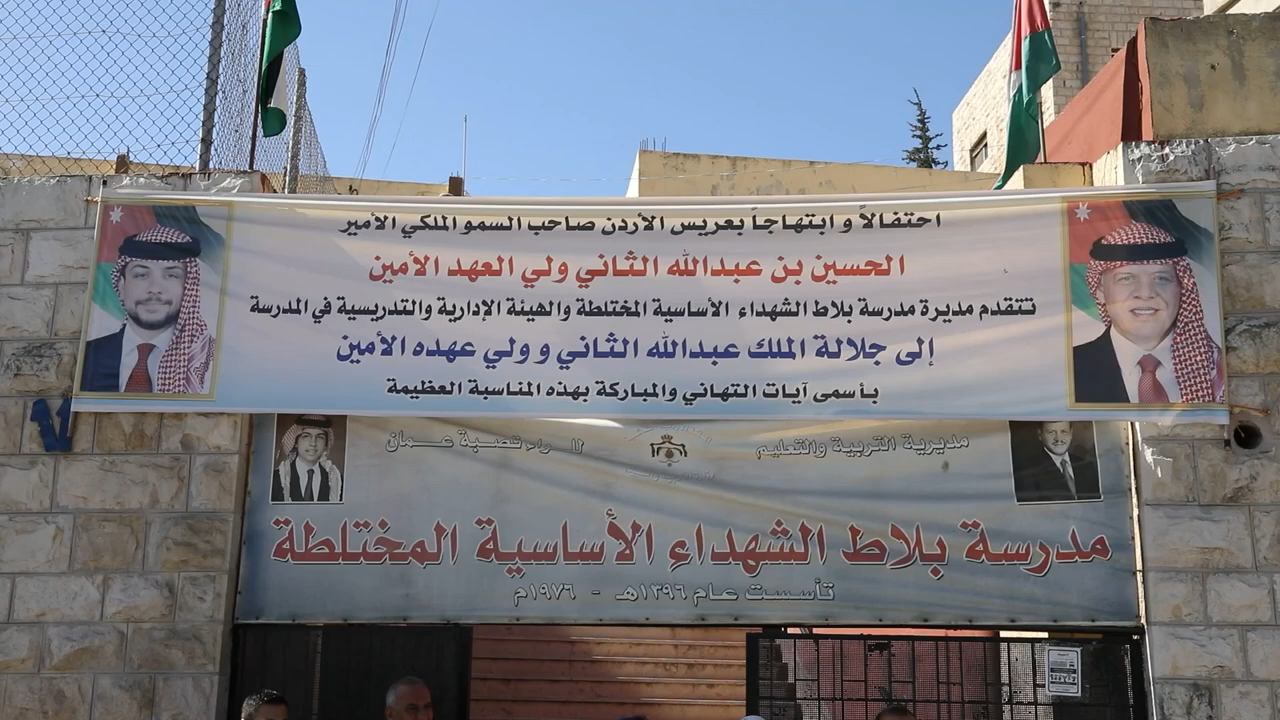 احتفالاً و ابتهاجاً بعريس الأردن صاحب السمو الملكي الأمير
الحسين بن عبدالله الثاني ولي العهد الأمين
تتقدم مديرة مدرسة بلاط الشهداء الأساسية المختلطة والهيئة الإدارية والتدريسية في المدرسة
إلى جلالة الملك عبدالله الثاني و ولي عهده الأمين
بأسمى آيات التهاني والمباركة بهذه المناسبة العظيمة
مديرية التربية والتعليم
لواء قصبة عمان
مدرسة بلاط الشهداء الأساسية المختلطة
تأسست عام ١٣٩٦هـ - ١٩٧٦م